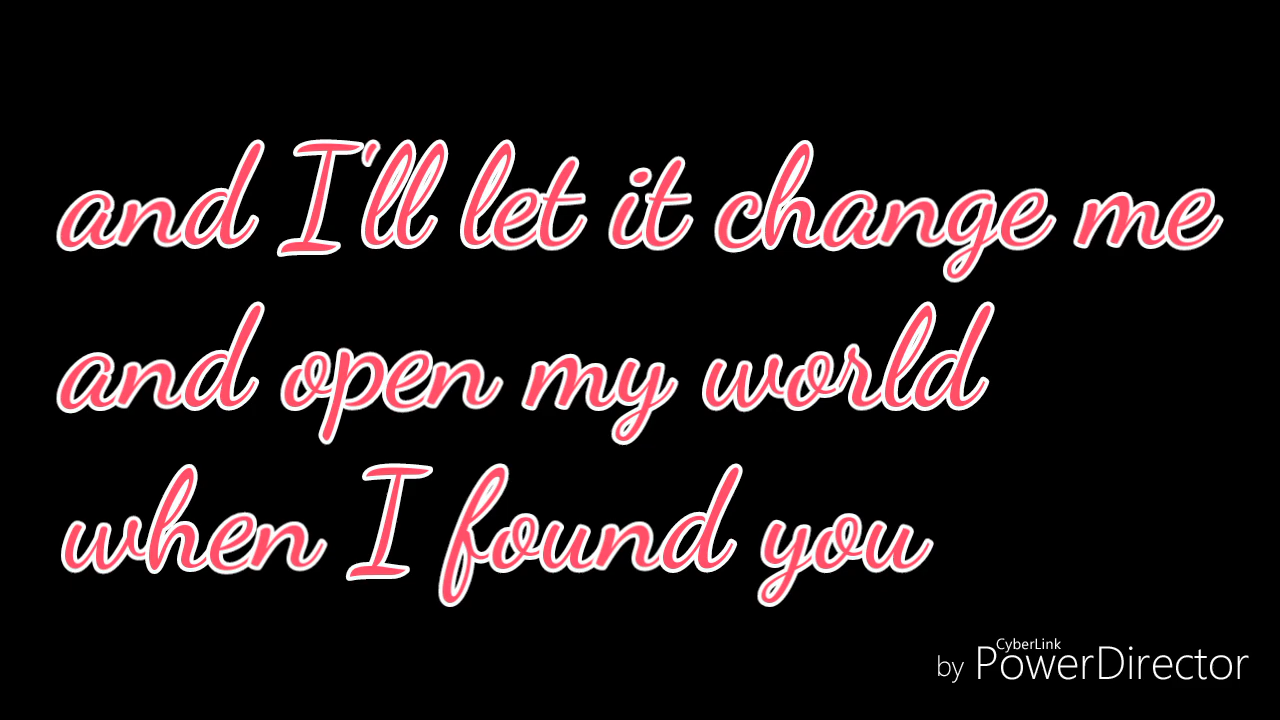 and I'll let it change me
and open my world
when I found you
by CyberLink PowerDirector